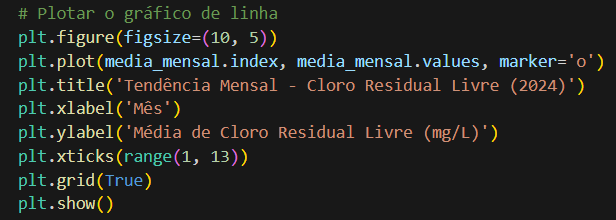 # Plotar o gráfico de linha
plt.figure(figsize=(10, 5))
plt.plot(media_mensal.index, media_mensal.values, marker='o')
plt.title('Tendência Mensal - Cloro Residual Livre (2024)')
plt.xlabel('Mês')
plt.ylabel('Média de Cloro Residual Livre (mg/L)')
plt.xticks(range(1, 13))
plt.grid(True)
plt.show()